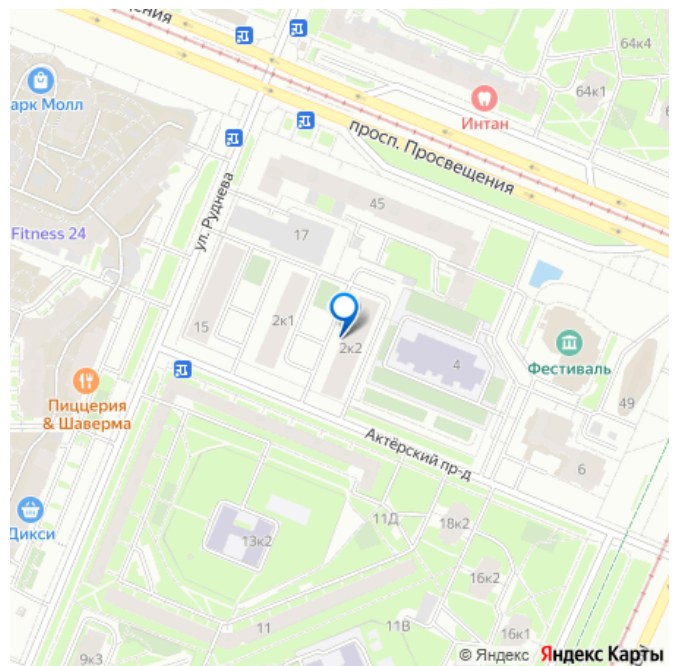 64к4
64к1
Интан
арк Молл
просп. Просвещения
ул. Руднева
45
17
Fitness 24
15
2к1
2к2
4
Фестиваль
49
Пиццерия
& Шаверма
Актёрский пр-д
6
Дикси
13к2
11Д
18к2
16к2
11
11В
16к1
9к3
© Яндекс Яндекс Карты